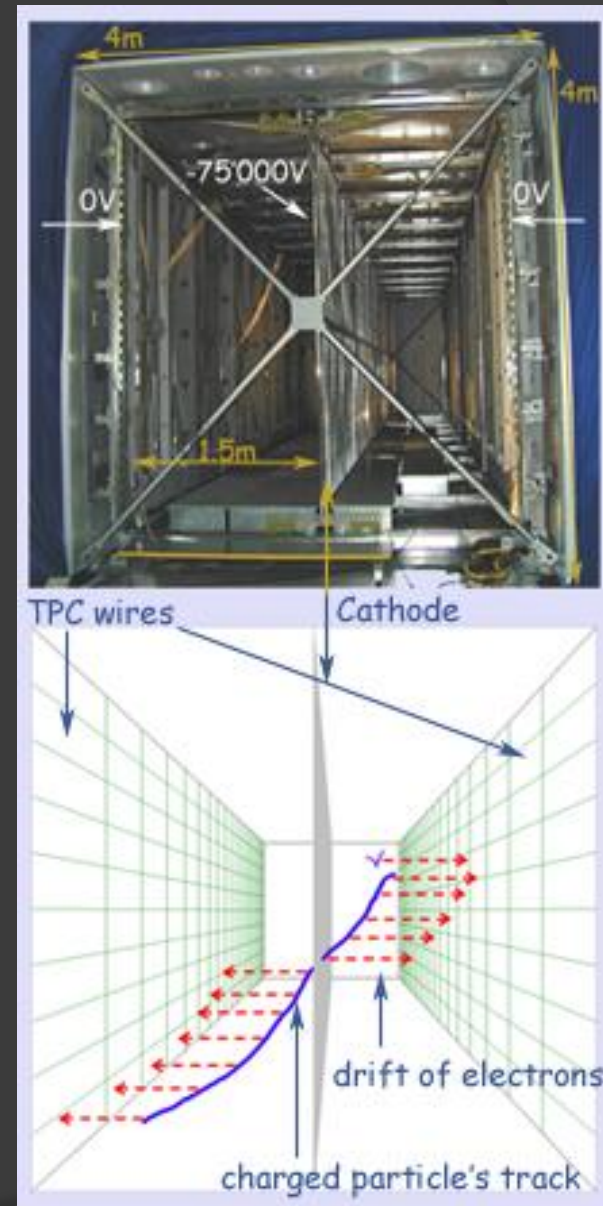 4m
4m
-75'000V
0V
0V
1.5m
TPC wires
Cathode
drift of electrons
charged particle's track